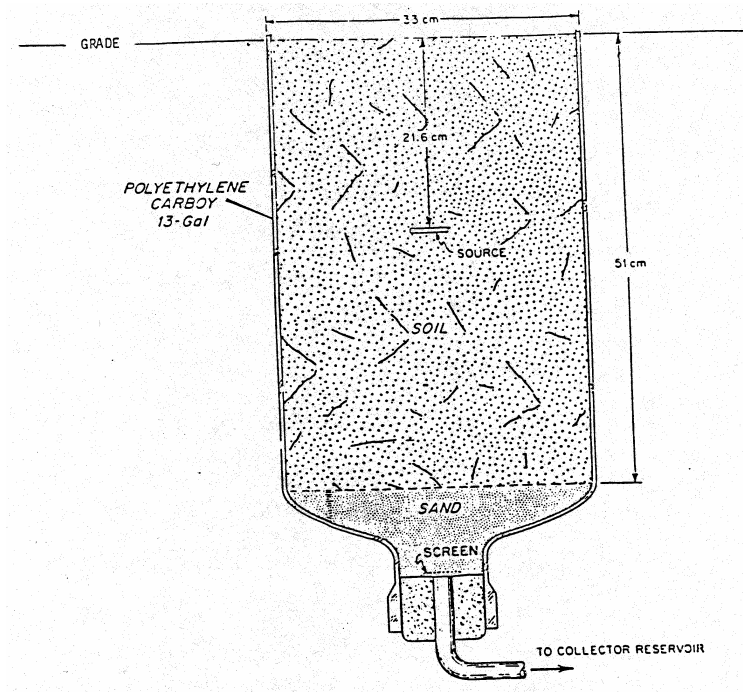 33 cm
GRADE
21.6 cm
POLYETHYLENE
CARBOY
13-Gal
SOURCE
51 cm
SOIL
SAND
SCREEN
TO COLLECTOR RESERVOIR